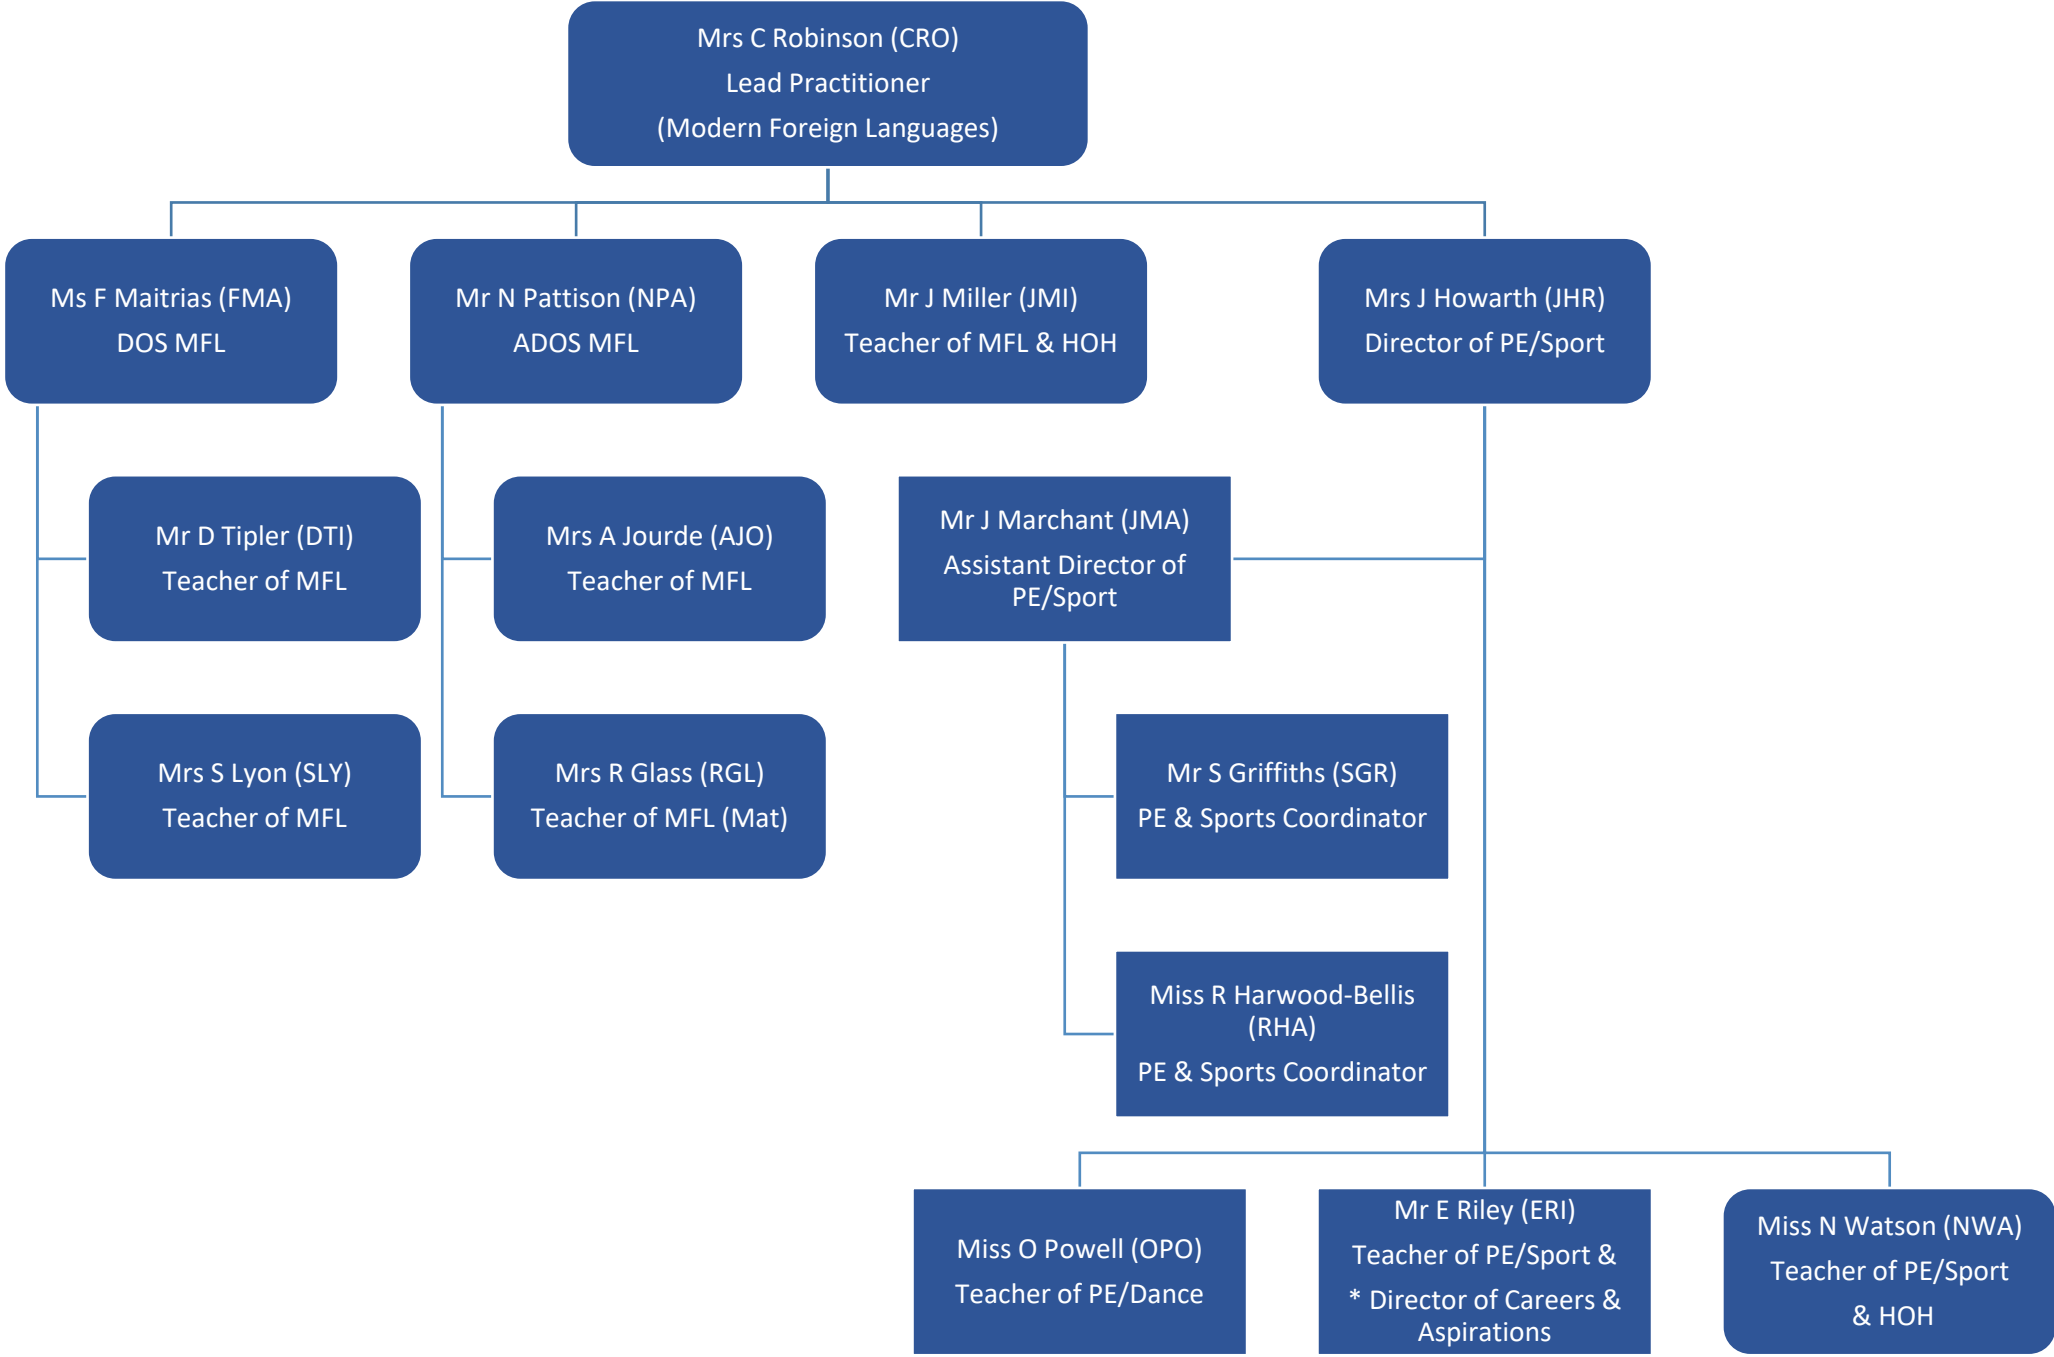 Mrs C Robinson (CRO)
Lead Practitioner
(Modern Foreign Languages)
Ms F Maitrias (FMA)
DOS MFL
Mr N Pattison (NPA)
ADOS MFL
Mr J Miller (JMI)
Teacher of MFL & HOH
Mrs J Howarth (JHR)
Director of PE/Sport
Mr D Tipler (DTI)
Teacher of MFL
Mrs A Jourde (AJO)
Teacher of MFL
Mr J Marchant (JMA)
Assistant Director of
PE/Sport
Mrs S Lyon (SLY)
Teacher of MFL
Mrs R Glass (RGL)
Teacher of MFL (Mat)
Mr S Griffiths (SGR)
PE & Sports Coordinator
Miss R Harwood-Bellis
(RHA)
PE & Sports Coordinator
Miss O Powell (OPO)
Teacher of PE/Dance
Mr E Riley (ERI)
Teacher of PE/Sport &
* Director of Careers &
Aspirations
Miss N Watson (NWA)
Teacher of PE/Sport
& HOH